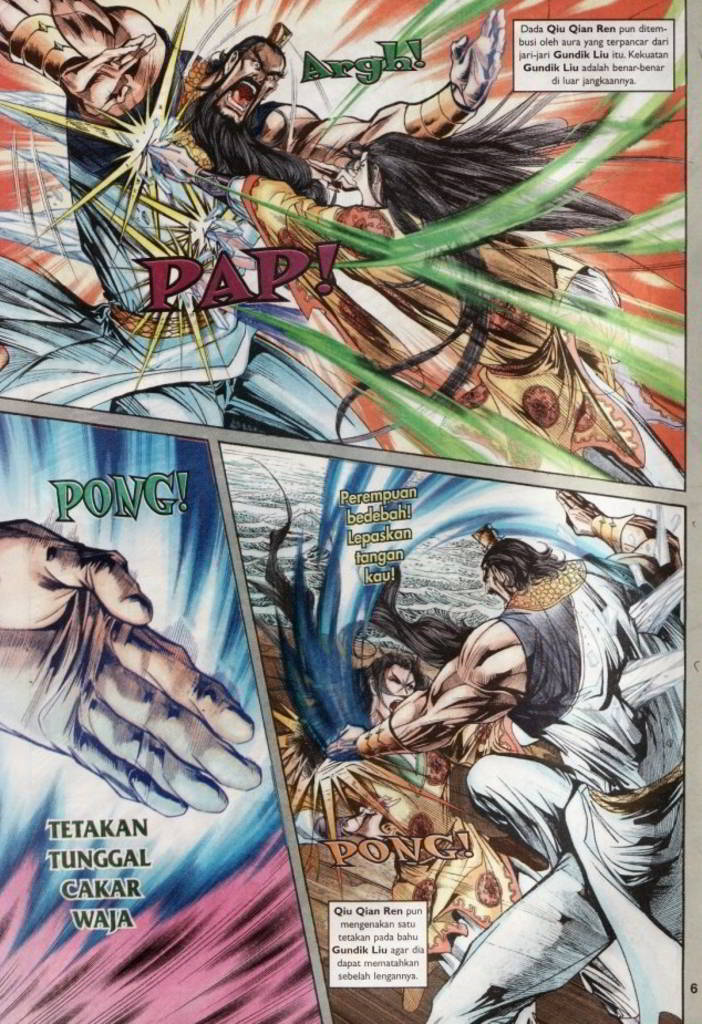 Dada Qiu Qian Ren pun ditem-
busi oleh aura yang terpancar dari
jari-jari Gundik Liu itu. Kekuatan
Gundik Liu adalah benar-benar
di luar jangkaannya.
Argh!
PAP!
PONG!
TETAKAN
TUNGGAL
CAKAR
WAJA
Perempuan
bedebah!
Lepaskan
tangan
kau!
PONG!
Qiu Qian Ren pun
mengenakan satu
tetakan pada bahu
Gundik Liu agar dia
dapat mematahkan
sebelah lengannya.
6